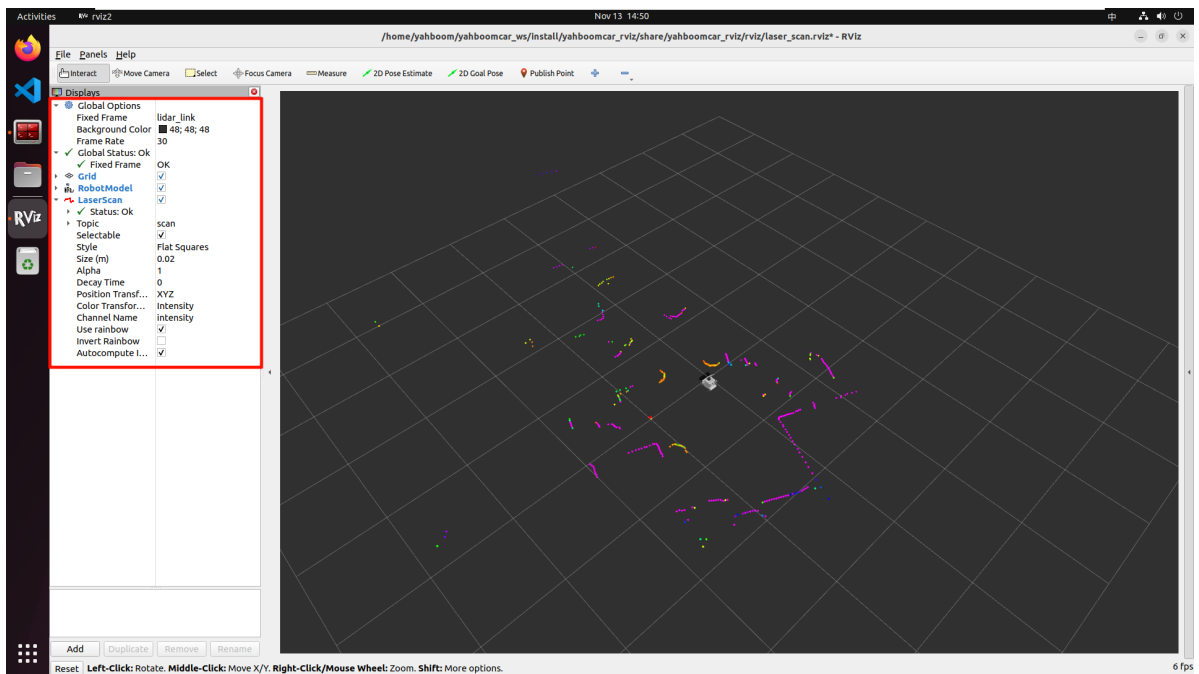 Activities RViz rviz2 Nov 13 14:50 中
/home/yahboom/yahboomcar_ws/install/yahboomcar_rviz/share/yahboomcar_rviz/rviz/laser_scan.rviz* - RViz
File Panels Help
Interact Move Camera Select Focus Camera Measure 2D Pose Estimate 2D Goal Pose Publish Point
Displays
Global Options
Fixed Frame lidar_link
Background Color 48; 48; 48
Frame Rate 30
Global Status: Ok
Fixed Frame OK
Grid
RobotModel
LaserScan
Status: Ok
Topic scan
Selectable
Style Flat Squares
Size (m) 0.02
Alpha 1
Decay Time 0
Position Transf... XYZ
Color Transfor... Intensity
Channel Name intensity
Use rainbow
Invert Rainbow
Autocompute I...
RViz
Add Duplicate Remove Rename
Reset Left-Click: Rotate. Middle-Click: Move X/Y. Right-Click/Mouse Wheel: Zoom. Shift: More options. 6 fps